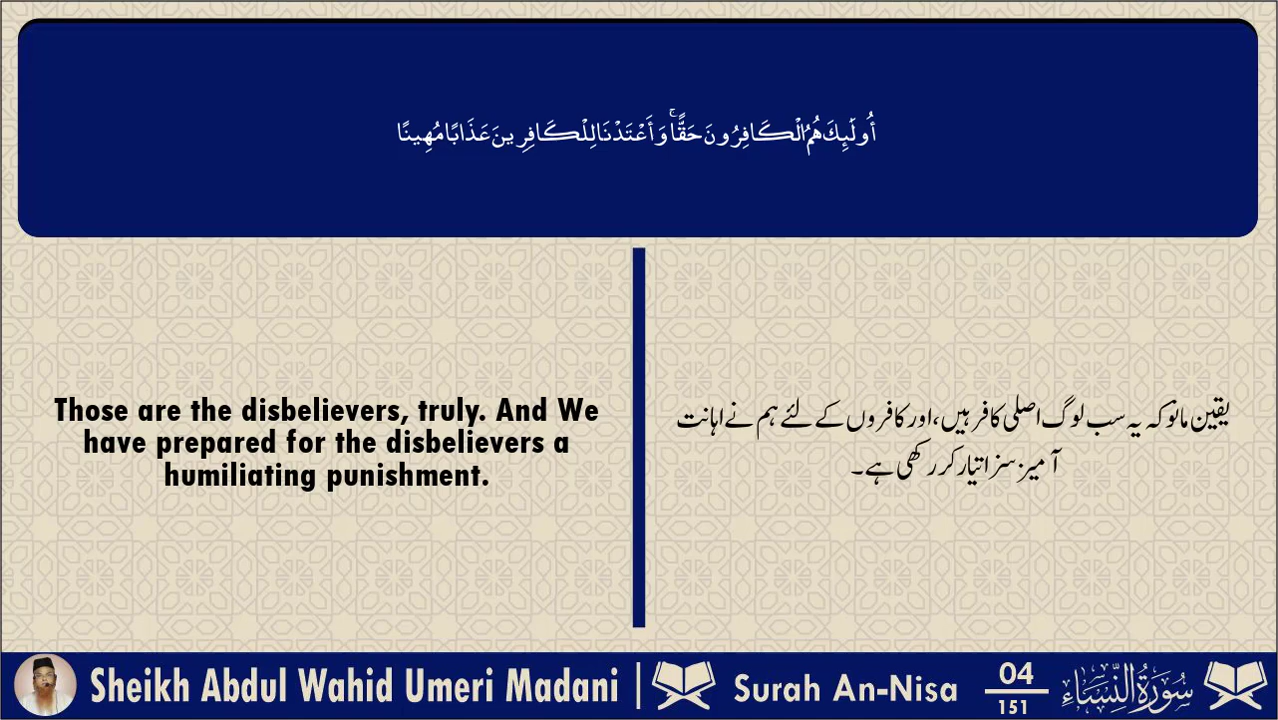 أُولَٰئِكَ هُمُ الْكَافِرُونَ حَقًّا ۚ وَأَعْتَدْنَا لِلْكَافِرِينَ عَذَابًا مُهِينًا
Those are the disbelievers, truly. And We
have prepared for the disbelievers a
humiliating punishment.
یقین مانو کہ یہ سب لوگ اصلی کافر ہیں، اور کافروں کے لئے ہم نے اہانت
آمیز سزا تیار کر رکھی ہے۔
Sheikh Abdul Wahid Umeri Madani |
Surah An-Nisa
04
151
سُورَةُ النِّسَاءِ